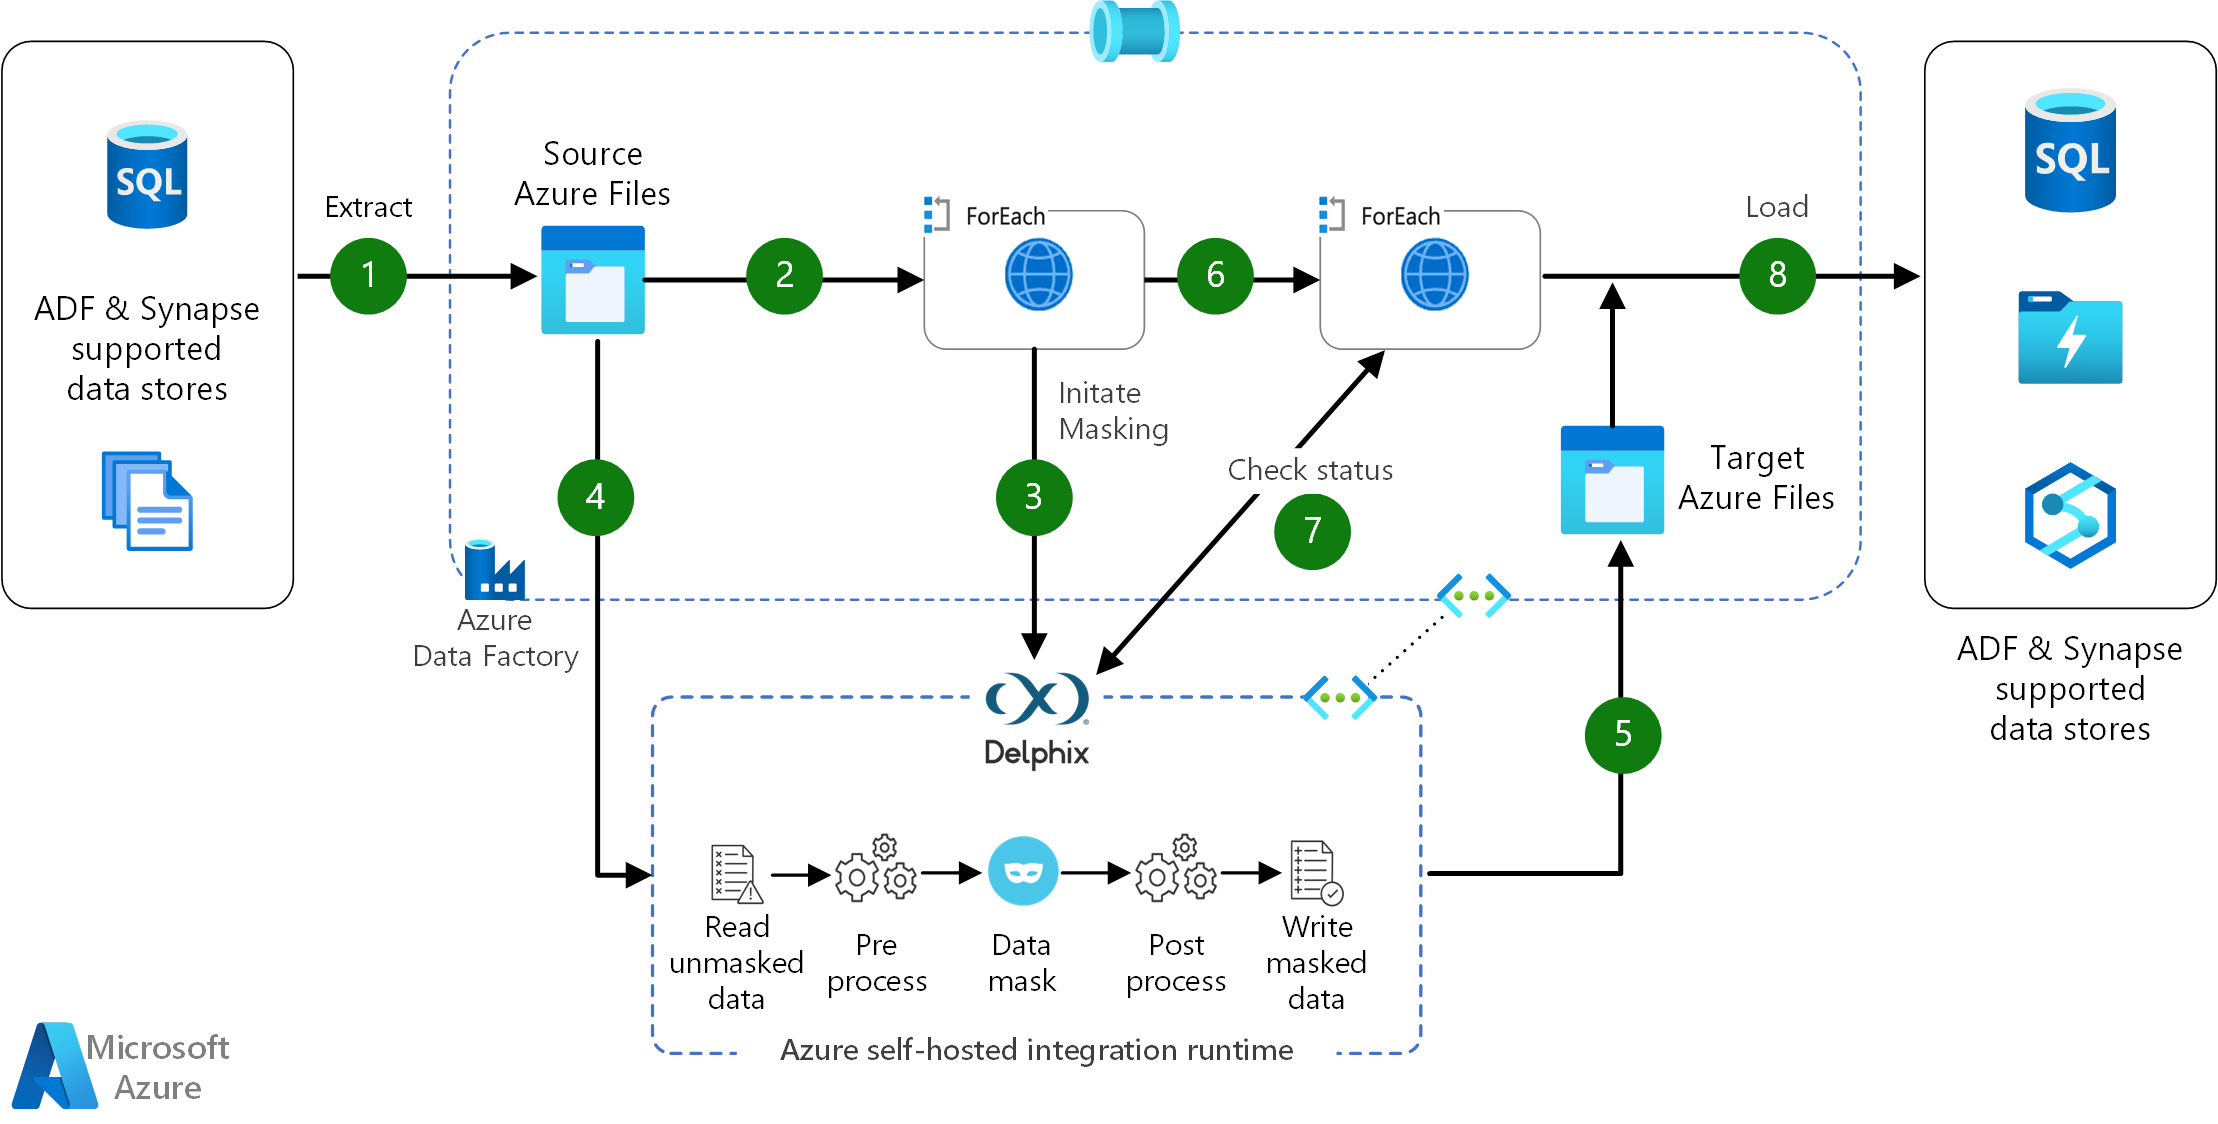 SQL
ADF & Synapse
supported
data stores
Extract
1
Source
Azure Files
2
ForEach
6
ForEach
Load
8
SQL
ADF & Synapse
supported
data stores
4
Initate
Masking
3
Check status
7
Target
Azure Files
5
Azure
Data Factory
Delphix
Read
unmasked
data
Pre
process
Data
mask
Post
process
Write
masked
data
Azure self-hosted integration runtime
Microsoft
Azure